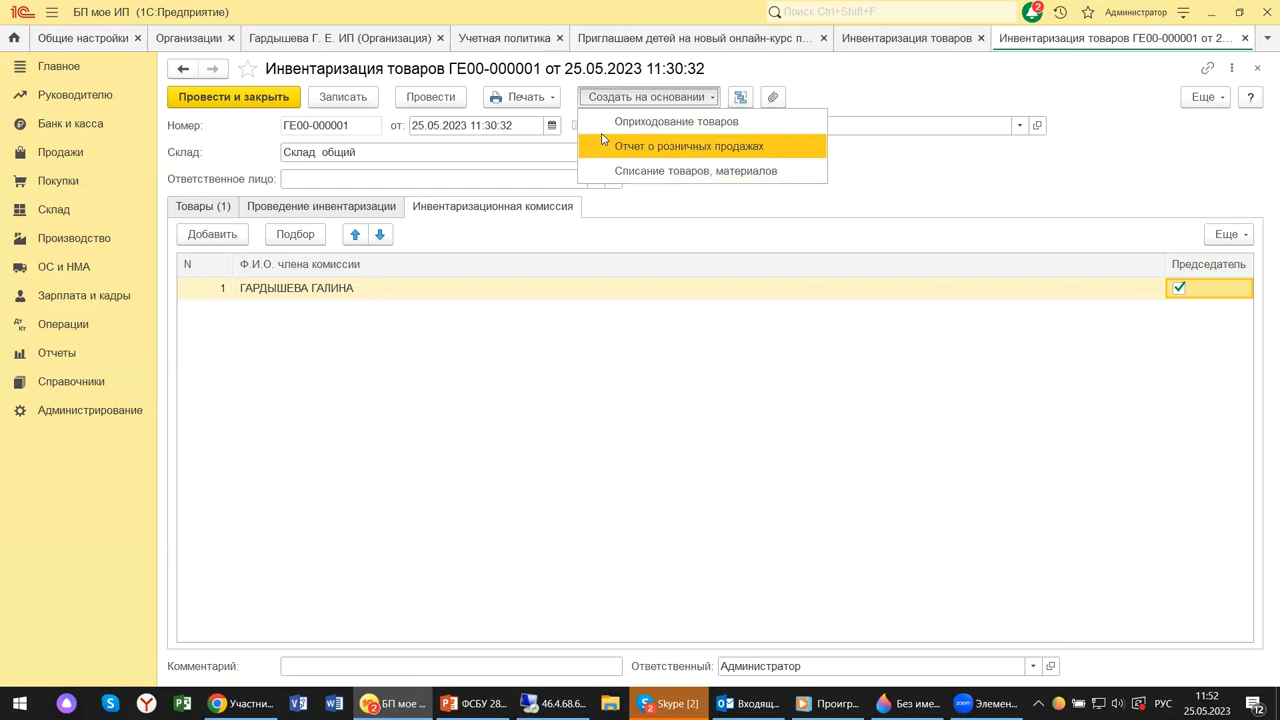 БП мое ИП (1С:Предприятие)
Поиск Ctrl+Shift+F
2
Администратор
Общие настройки
Организации
Гардышева Г. Е. ИП (Организация)
Учетная политика
Приглашаем детей на новый онлайн-курс п...
Инвентаризация товаров
Инвентаризация товаров ГЕ00-000001 от 2...
Главное
Руководителю
Банк и касса
Продажи
Покупки
Склад
Производство
ОС и НМА
Зарплата и кадры
Операции
Отчеты
Справочники
Администрирование
Инвентаризация товаров ГЕ00-000001 от 25.05.2023 11:30:32
Провести и закрыть
Записать
Провести
Печать
Создать на основании
Еще
?
Оприходование товаров
Отчет о розничных продажах
Списание товаров, материалов
Номер:
ГЕ00-000001
от:
25.05.2023 11:30:32
Склад:
Склад общий
Ответственное лицо:
Товары (1)
Проведение инвентаризации
Инвентаризационная комиссия
Добавить
Подбор
Еще
N
Ф.И.О. члена комиссии
Председатель
1
ГАРДЫШЕВА ГАЛИНА
Комментарий:
Ответственный:
Администратор
Участни...
БП мое ...
ФСБУ 28...
46.4.68.6...
Skype [2]
Входящ...
Проигр...
Без име...
Элемен...
РУС
11:52
25.05.2023
12